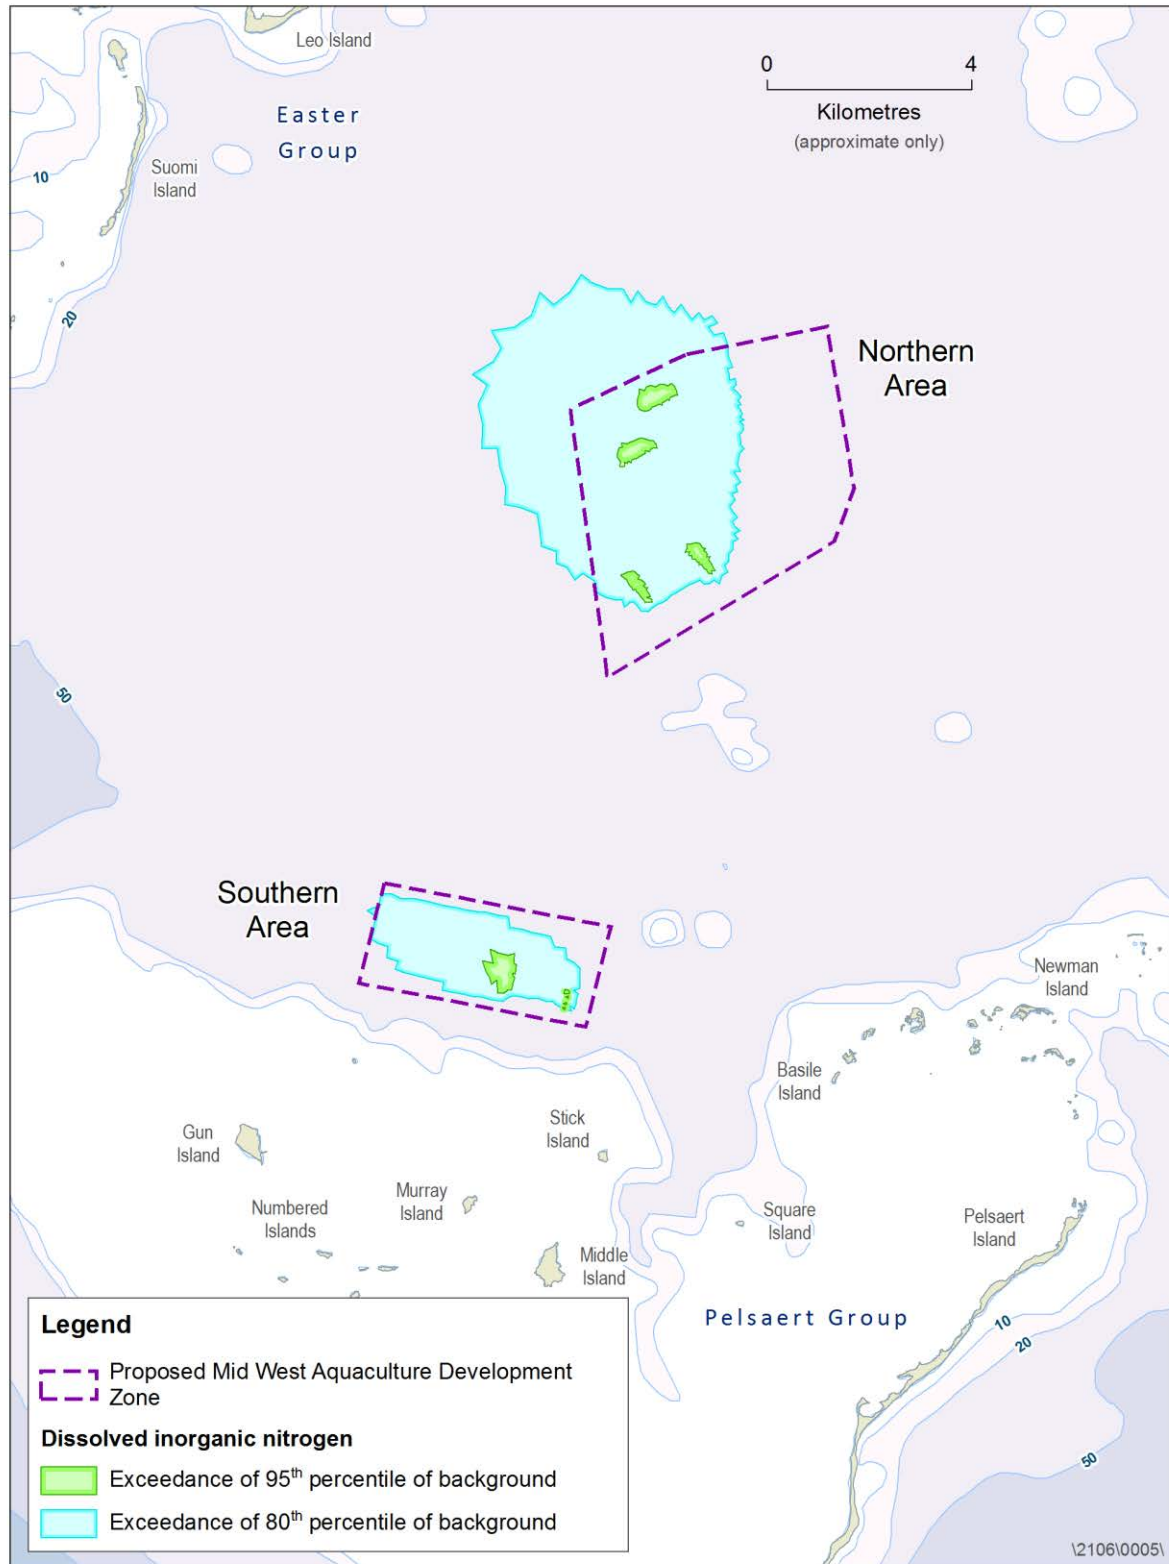 Leo Island
0 4
Kilometres
(approximate only)
Easter
Group
Suomi
Island
10
20
Northern
Area
50
Southern
Area
Newman
Island
Basile
Island
Stick
Island
Gun
Island
Murray
Island
Numbered
Islands
Square
Island
Pelsaert
Island
Middle
Island
Pelsaert Group
10
20
50
Legend
Proposed Mid West Aquaculture Development
Zone
Dissolved inorganic nitrogen
Exceedance of 95th percentile of background
Exceedance of 80th percentile of background
\2106\0005\